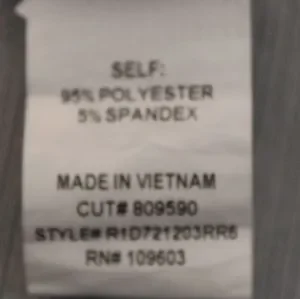 SELF:
95% POLYESTER
5% SPANDEX
MADE IN VIETNAM
CUT# 809590
STYLE# R1D721203RR6
RN# 109603